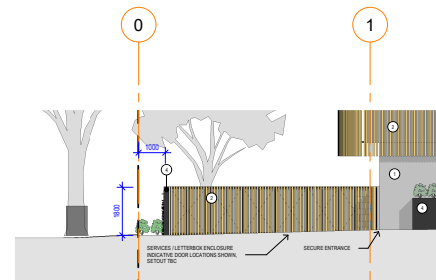 0
1
1000
2
4
2
1
4
1800
SERVICES / LETTERBOX ENCLOSURE
INDICATIVE DOOR LOCATIONS SHOWN,
SETOUT TBC
SECURE ENTRANCE